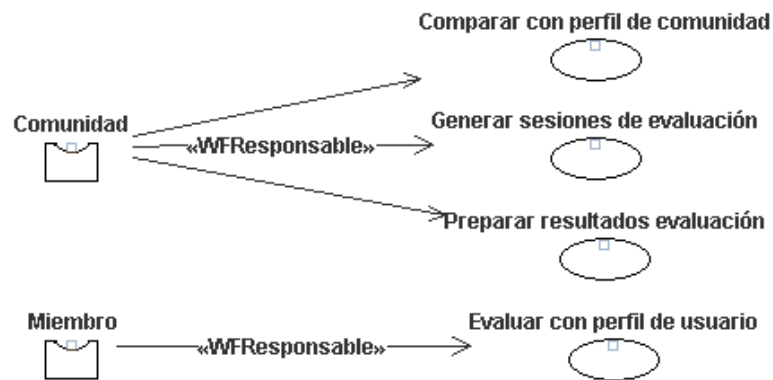 Comparar con perfil de comunidad
Comunidad
«WFResponsable»
Generar sesiones de evaluación
Preparar resultados evaluación
Miembro
«WFResponsable»
Evaluar con perfil de usuario